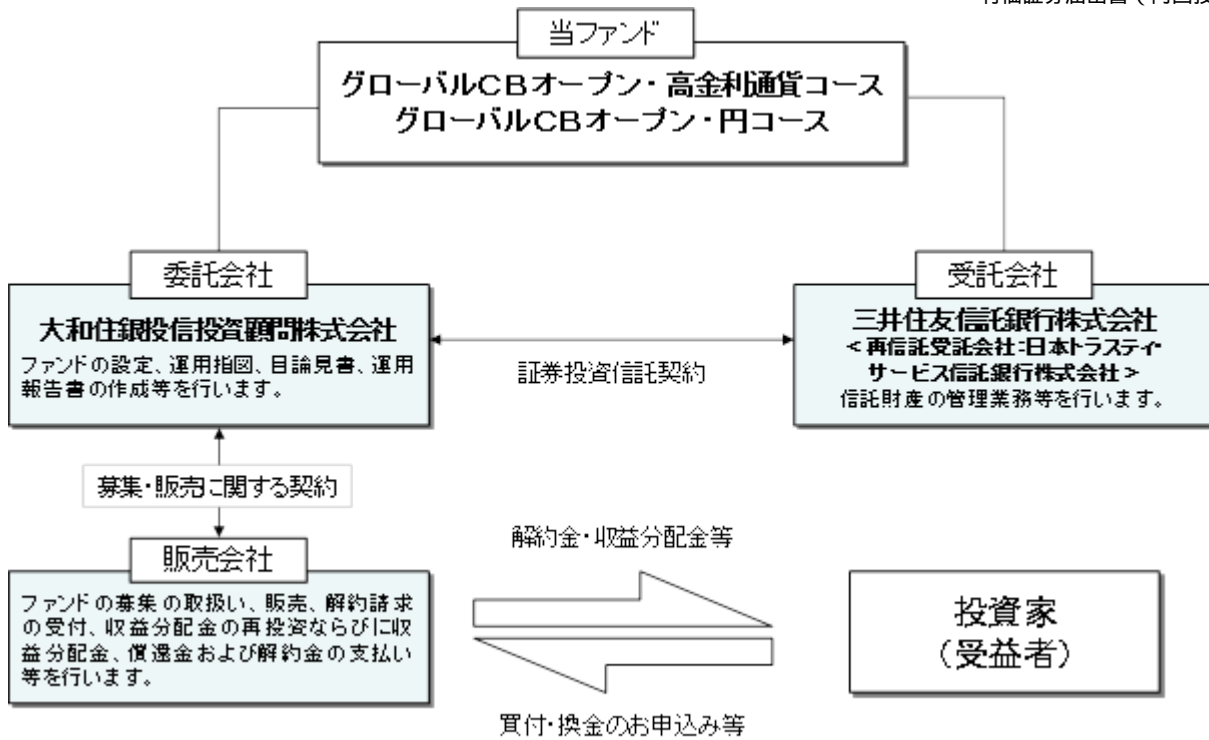 当ファンド
グローバルCBオープン・高金利通貨コース
グローバルCBオープン・円コース
委託会社
大和住銀投信投資顧問株式会社
ファンドの設定、運用指図、目論見書、運用
報告書の作成等を行います。
受託会社
三井住友信託銀行株式会社
＜再信託受託会社:日本トラスティ・
サービス信託銀行株式会社＞
信託財産の管理業務等を行います。
証券投資信託契約
募集・販売に関する契約
販売会社
ファンドの募集の取扱い、販売、解約請求
の受付、収益分配金の再投資ならびに収
益分配金、償還金および解約金の支払い
等を行います。
解約金・収益分配金等
買付・換金のお申込み等
投資家
（受益者）